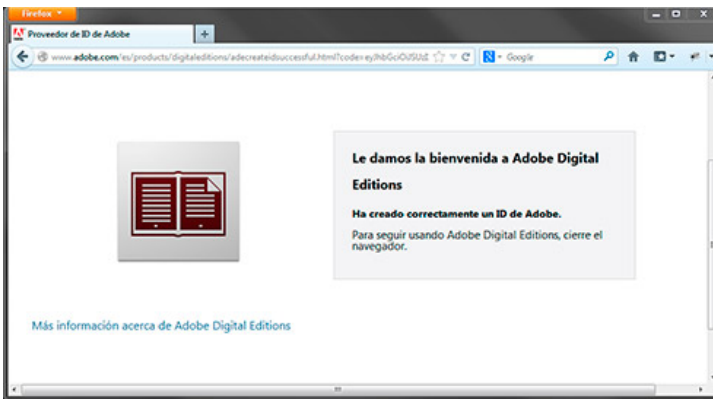 Firefox
Proveedor de ID de Adobe
www.adobe.com/es/products/digitaleditions/adecreateidsuccessful.html?code=
Google
Le damos la bienvenida a Adobe Digital
Editions
Ha creado correctamente un ID de Adobe.
Para seguir usando Adobe Digital Editions, cierre el
navegador.
Más información acerca de Adobe Digital Editions